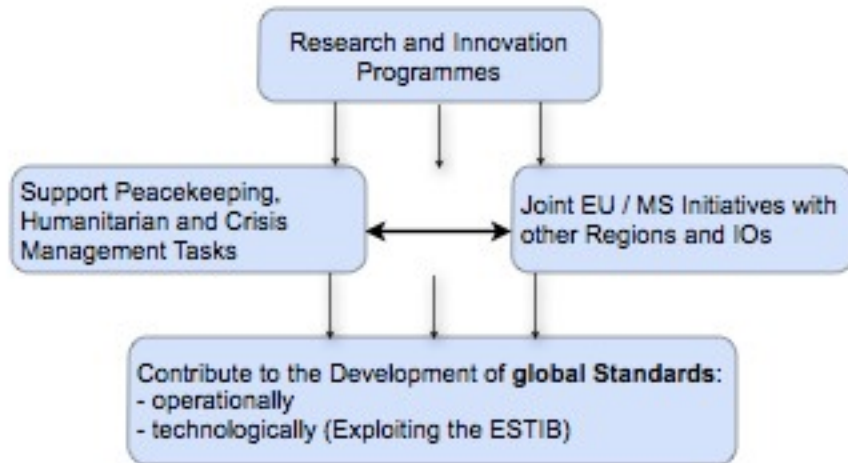 Research and Innovation
Programmes
Support Peacekeeping,
Humanitarian and Crisis
Management Tasks
Joint EU / MS Initiatives with
other Regions and IOs
Contribute to the Development of global Standards:
- operationally
- technologically (Exploiting the ESTIB)